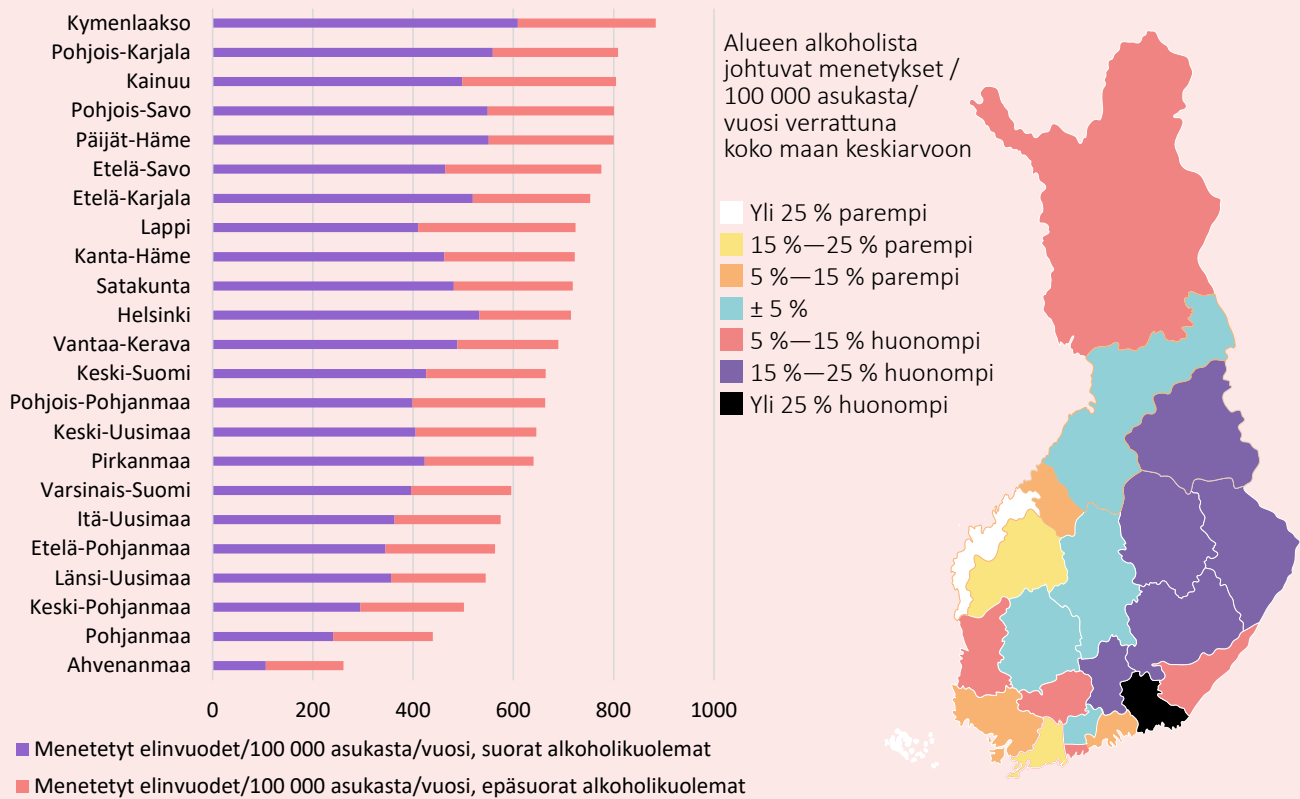 Kymenlaakso
Pohjois-Karjala
Kainuu
Pohjois-Savo
Päijät-Häme
Etelä-Savo
Etelä-Karjala
Lappi
Kanta-Häme
Satakunta
Helsinki
Vantaa-Kerava
Keski-Suomi
Pohjois-Pohjanmaa
Keski-Uusimaa
Pirkanmaa
Varsinais-Suomi
Itä-Uusimaa
Etelä-Pohjanmaa
Länsi-Uusimaa
Keski-Pohjanmaa
Pohjanmaa
Ahvenanmaa
0 200 400 600 800 1000
Menetetyt elinvuodet/100 000 asukasta/vuosi, suorat alkoholikuolemat
Menetetyt elinvuodet/100 000 asukasta/vuosi, epäsuorat alkoholikuolemat
Alueen alkoholista
johtuvat menetykset /
100 000 asukasta/
vuosi verrattuna
koko maan keskiarvoon
Yli 25 % parempi
15 %—25 % parempi
5 %—15 % parempi
± 5 %
5 %—15 % huonompi
15 %—25 % huonompi
Yli 25 % huonompi